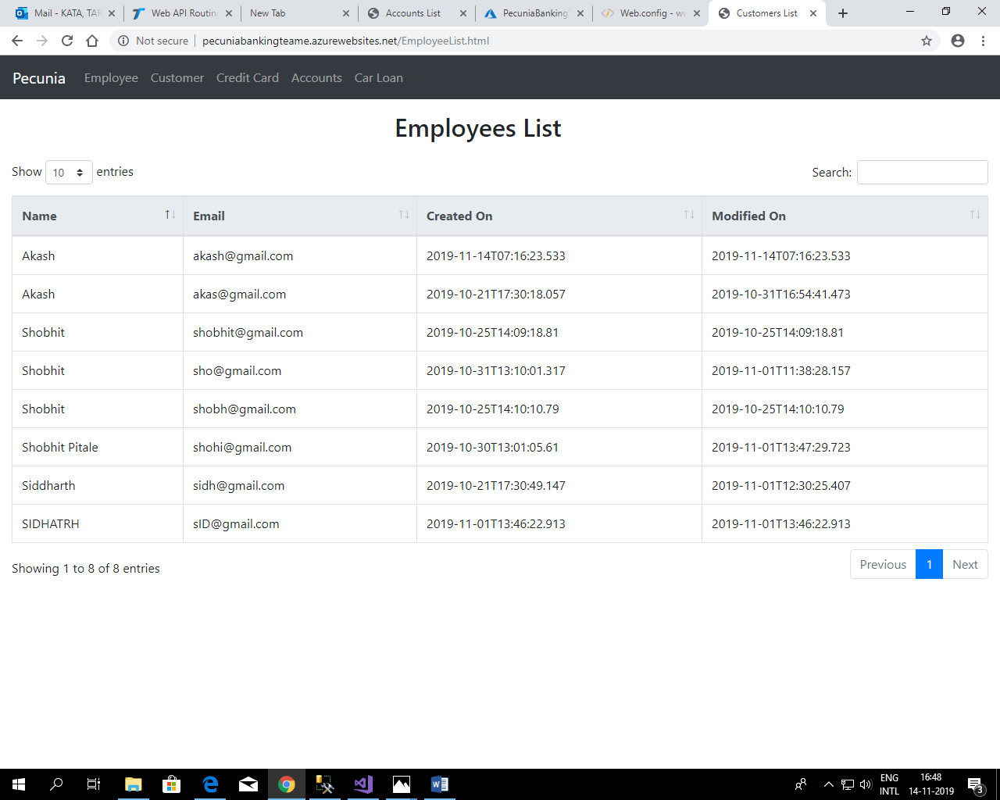 Mail - KATA, TAR Web API Routing New Tab Accounts List PecuniaBanking Web.config - ww Customers List
Not secure pecuniabankingteame.azurewebsites.net/EmployeeList.html
Pecunia Employee Customer Credit Card Accounts Car Loan
Employees List
Show 10 entries Search:
Name Email Created On Modified On
Akash akash@gmail.com 2019-11-14T07:16:23.533 2019-11-14T07:16:23.533
Akash akas@gmail.com 2019-10-21T17:30:18.057 2019-10-31T16:54:41.473
Shobhit shobhit@gmail.com 2019-10-25T14:09:18.81 2019-10-25T14:09:18.81
Shobhit sho@gmail.com 2019-10-31T13:10:01.317 2019-11-01T11:38:28.157
Shobhit shobh@gmail.com 2019-10-25T14:10:10.79 2019-10-25T14:10:10.79
Shobhit Pitale shohi@gmail.com 2019-10-30T13:01:05.61 2019-11-01T13:47:29.723
Siddharth sidh@gmail.com 2019-10-21T17:30:49.147 2019-11-01T12:30:25.407
SIDHATRH sID@gmail.com 2019-11-01T13:46:22.913 2019-11-01T13:46:22.913
Showing 1 to 8 of 8 entries Previous 1 Next
ENG 16:48
INTL 14-11-2019 3